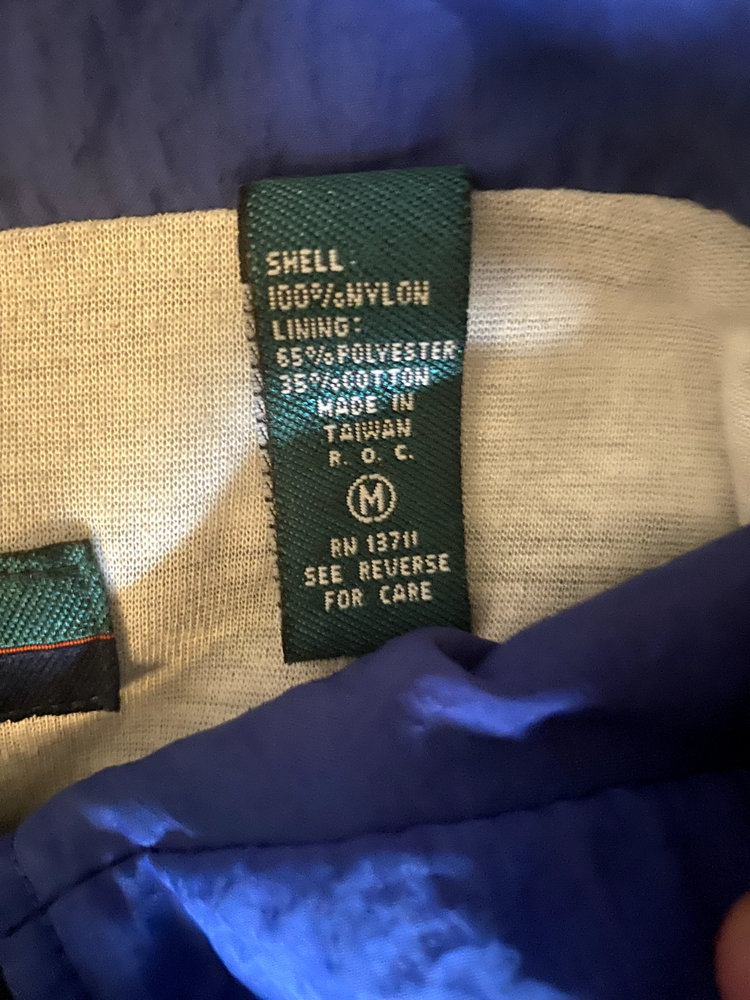 SHELL
100%NYLON
LINING:
65%POLYESTER
35%COTTON
MADE IN
TAIWAN
R. O. C.
M
RN 13711
SEE REVERSE
FOR CARE